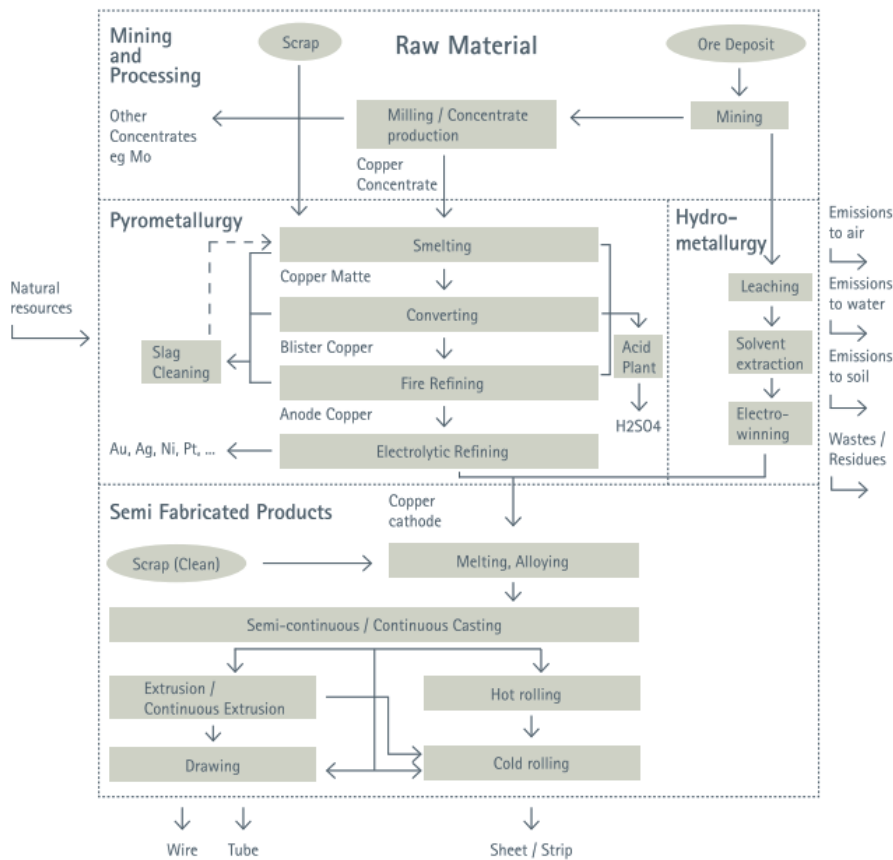 Mining
and
Processing
Scrap
Raw Material
Ore Deposit
Other
Concentrates
eg Mo
Milling / Concentrate
production
Mining
Copper
Concentrate
Pyrometallurgy
Hydro-
metallurgy
Emissions
to air
Smelting
Natural
resources
Copper Matte
Leaching
Emissions
to water
Converting
Slag
Cleaning
Blister Copper
Acid
Plant
Solvent
extraction
Emissions
to soil
Fire Refining
Anode Copper
H2SO4
Electro-
winning
Au, Ag, Ni, Pt, ...
Electrolytic Refining
Wastes /
Residues
Semi Fabricated Products
Copper
cathode
Scrap (Clean)
Melting, Alloying
Semi-continuous / Continuous Casting
Extrusion /
Continuous Extrusion
Hot rolling
Drawing
Cold rolling
Wire
Tube
Sheet / Strip